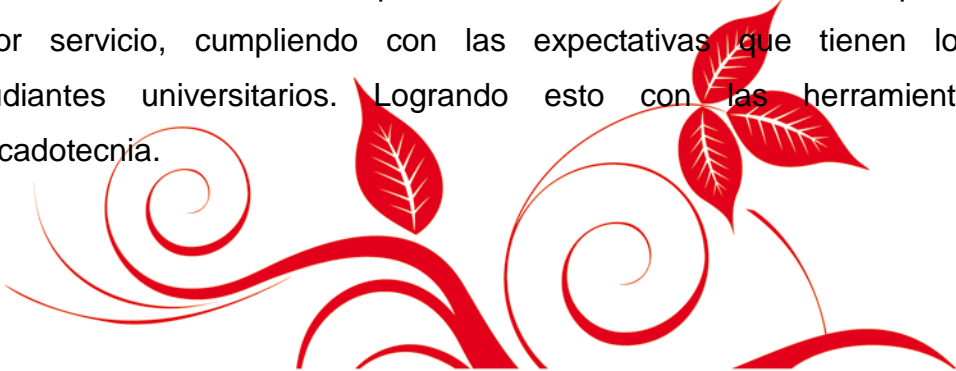 or servicio, cumpliendo con las expectativas que tienen lo
udiantes universitarios. Logrando esto con las herramient
cadotecnia.